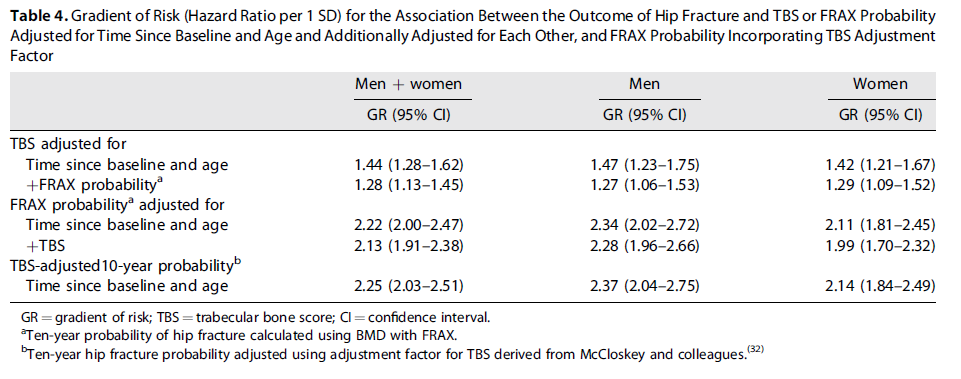 Table 4. Gradient of Risk (Hazard Ratio per 1 SD) for the Association Between the Outcome of Hip Fracture and TBS or FRAX Probability
Adjusted for Time Since Baseline and Age and Additionally Adjusted for Each Other, and FRAX Probability Incorporating TBS Adjustment
Factor
Men + women Men Women
GR (95% CI) GR (95% CI) GR (95% CI)
TBS adjusted for
Time since baseline and age 1.44 (1.28–1.62) 1.47 (1.23–1.75) 1.42 (1.21–1.67)
+FRAX probabilityᵃ 1.28 (1.13–1.45) 1.27 (1.06–1.53) 1.29 (1.09–1.52)
FRAX probabilityᵃ adjusted for
Time since baseline and age 2.22 (2.00–2.47) 2.34 (2.02–2.72) 2.11 (1.81–2.45)
+TBS 2.13 (1.91–2.38) 2.28 (1.96–2.66) 1.99 (1.70–2.32)
TBS-adjusted10-year probabilityᵇ
Time since baseline and age 2.25 (2.03–2.51) 2.37 (2.04–2.75) 2.14 (1.84–2.49)
GR = gradient of risk; TBS = trabecular bone score; CI = confidence interval.
ᵃTen-year probability of hip fracture calculated using BMD with FRAX.
ᵇTen-year hip fracture probability adjusted using adjustment factor for TBS derived from McCloskey and colleagues.⁽³²⁾